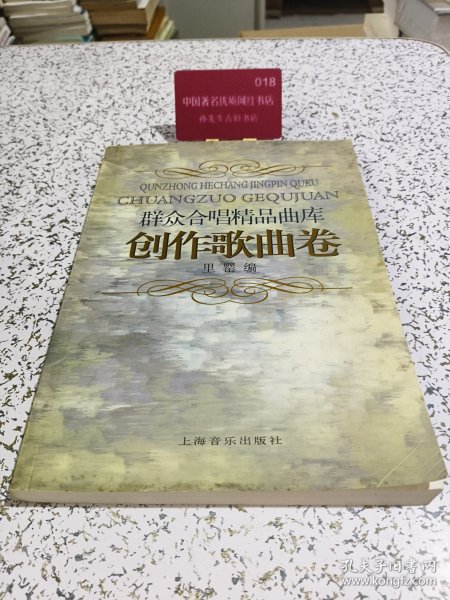 018
中国著名优质网红书店
孙先生古旧书店
QUNZHONG HECHANG JINGPIN QUKU
CHUANGZUO GEQUJUAN
群众合唱精品曲库
创作歌曲卷
里罂编
上海音乐出版社
孔夫子旧书网
book.kongfz.com